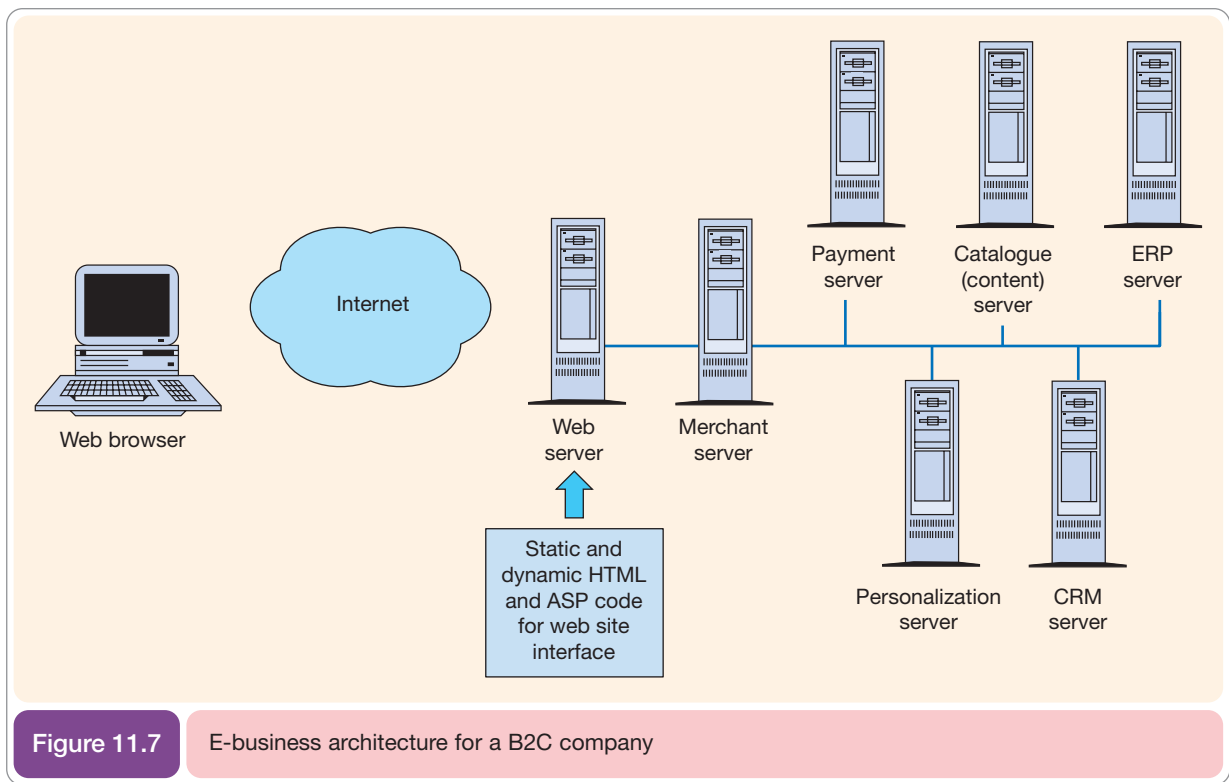 Payment
server
Catalogue
(content)
server
ERP
server
Internet
Web browser
Web
server
Merchant
server
Static and
dynamic HTML
and ASP code
for web site
interface
Personalization
server
CRM
server
Figure 11.7
E-business architecture for a B2C company